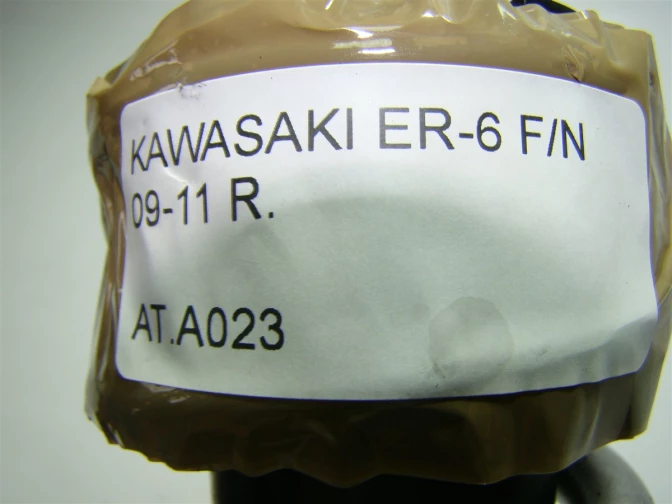 KAWASAKI ER-6 F/N
09-11 R.
AT.A023